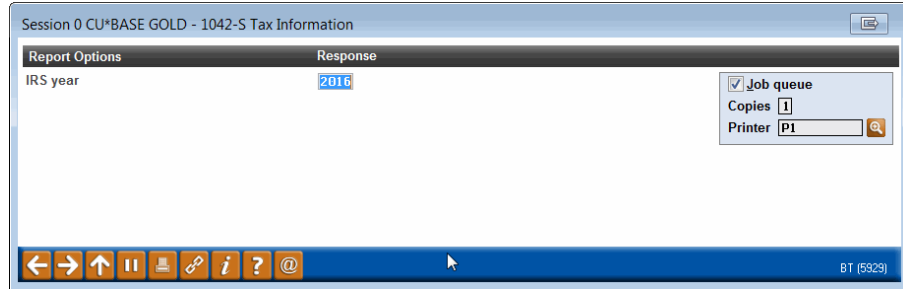 Session 0 CU*BASE GOLD - 1042-S Tax Information
Report Options Response
IRS year 2016
Job queue
Copies 1
Printer P1
i ? @
BT (5929)